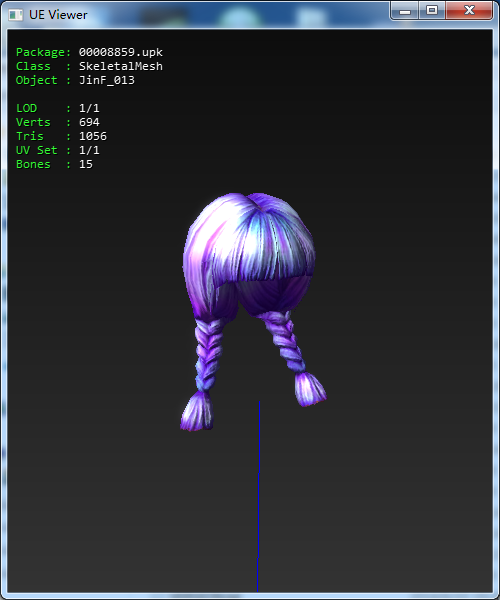 UE Viewer
Package: 00008859.upk
Class : SkeletalMesh
Object : JinF_013
LOD : 1/1
Verts : 694
Tris : 1056
UV Set : 1/1
Bones : 15